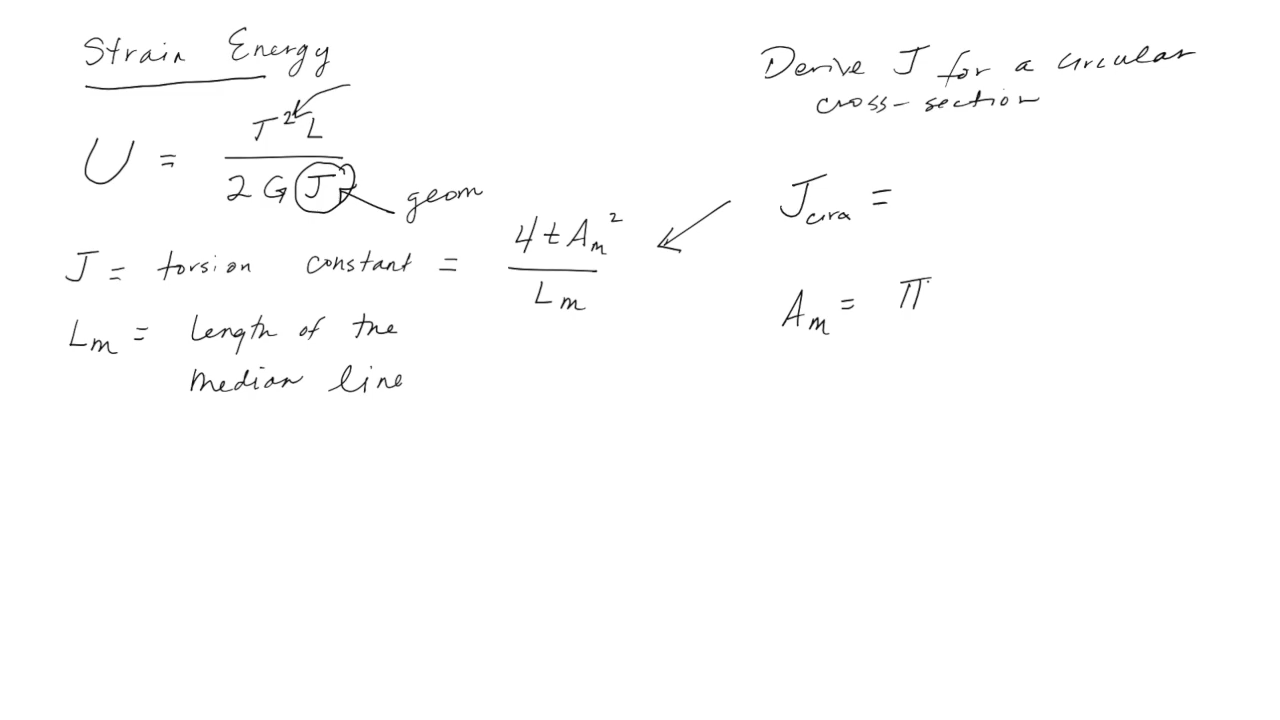 Strain Energy
U = T²L / 2GJ
geom
J = torsion constant = 4tAₘ² / Lₘ
Lₘ = length of the
median line
Derive J for a circular
cross-section
J =
Aₘ = π